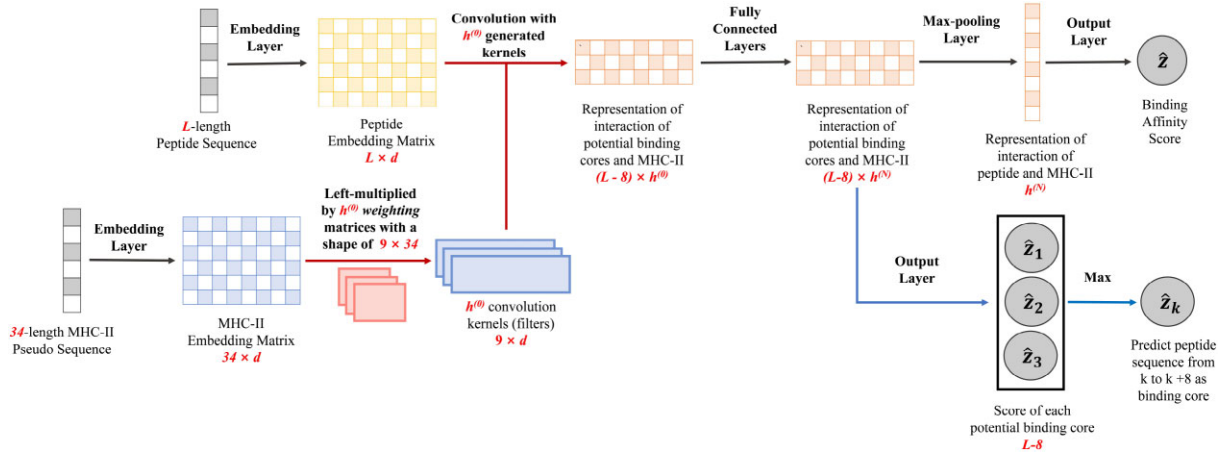 Embedding
Layer
L-length
Peptide Sequence
Peptide
Embedding Matrix
L × d
Convolution with
h(0) generated
kernels
Representation of
interaction of
potential binding
cores and MHC-II
(L - 8) × h(0)
Fully
Connected
Layers
Representation of
interaction of
potential binding
cores and MHC-II
(L-8) × h(N)
Max-pooling
Layer
Representation of
interaction of
peptide and MHC-II
h(N)
Output
Layer
ẑ
Binding
Affinity
Score
34-length MHC-II
Pseudo Sequence
Embedding
Layer
MHC-II
Embedding Matrix
34 × d
Left-multiplied
by h(0) weighting
matrices with a
shape of 9 × 34
h(0) convolution
kernels (filters)
9 × d
Output
Layer
ẑ1
ẑ2
ẑ3
Score of each
potential binding core
L-8
Max
ẑk
Predict peptide
sequence from
k to k +8 as
binding core